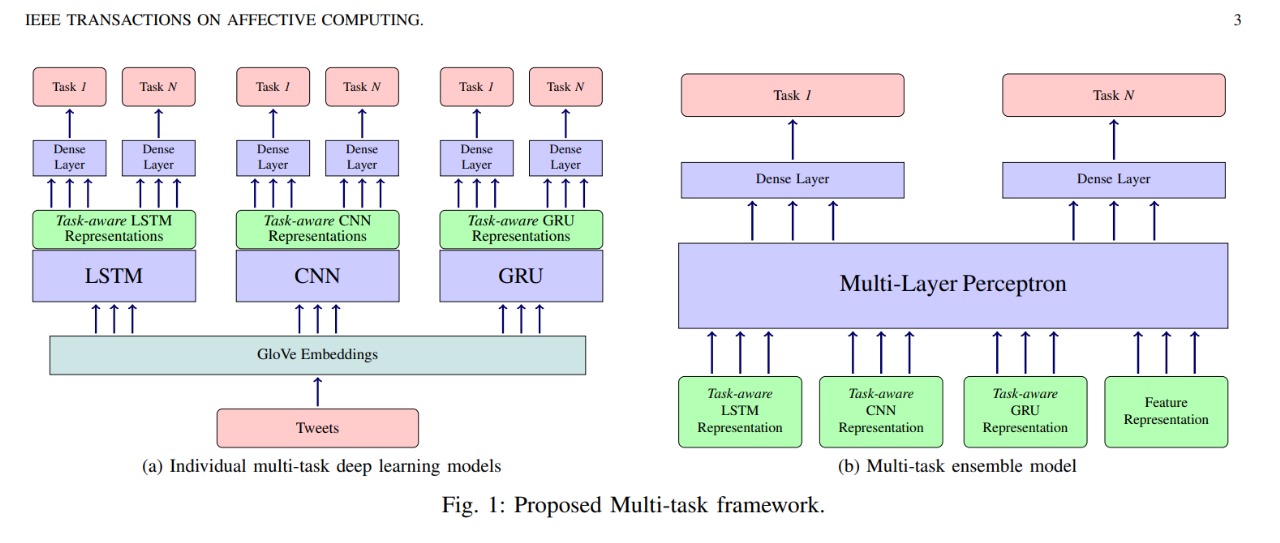 IEEE TRANSACTIONS ON AFFECTIVE COMPUTING.
3
Task 1
Task N
Task 1
Task N
Task 1
Task N
Dense
Layer
Dense
Layer
Dense
Layer
Dense
Layer
Dense
Layer
Dense
Layer
Task-aware LSTM
Representations
Task-aware CNN
Representations
Task-aware GRU
Representations
LSTM
CNN
GRU
GloVe Embeddings
Tweets
(a) Individual multi-task deep learning models
Task 1
Task N
Dense Layer
Dense Layer
Multi-Layer Perceptron
Task-aware
LSTM
Representation
Task-aware
CNN
Representation
Task-aware
GRU
Representation
Feature
Representation
(b) Multi-task ensemble model
Fig. 1: Proposed Multi-task framework.